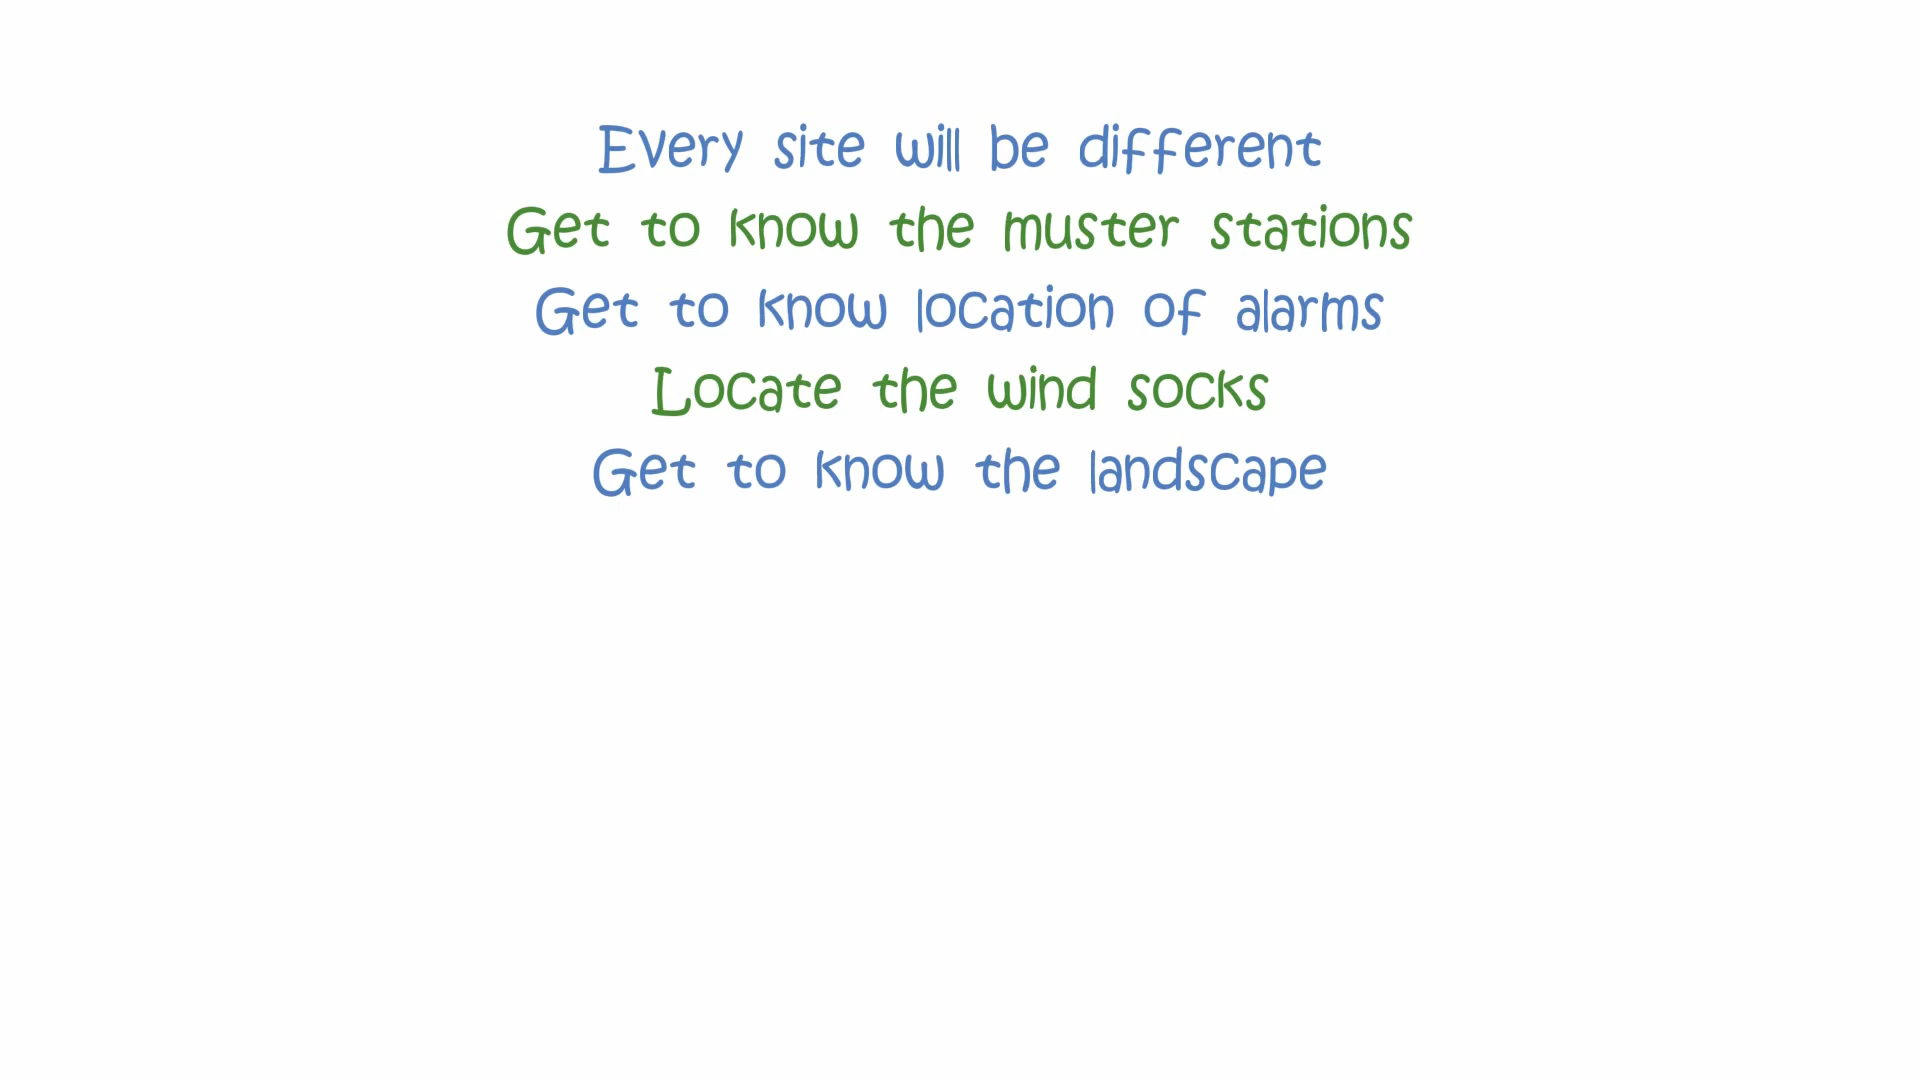 Every site will be different
Get to know the muster stations
Get to know location of alarms
Locate the wind socks
Get to know the landscape